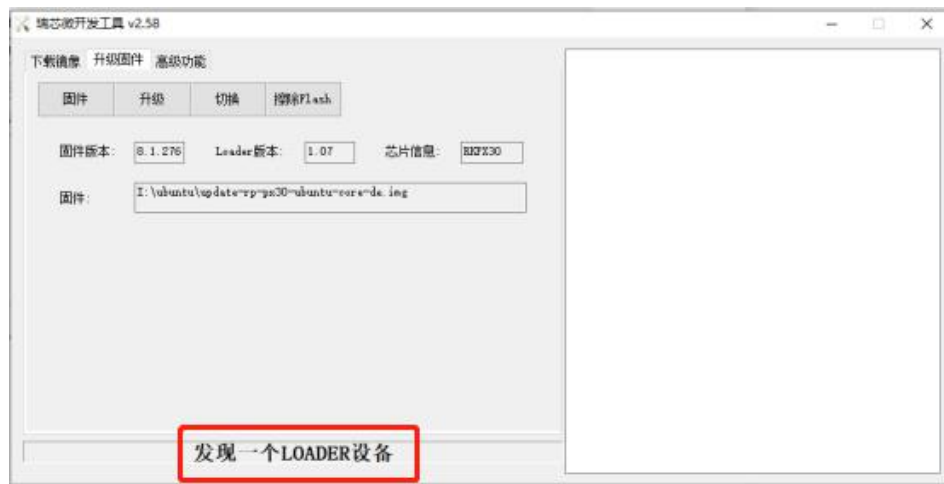 瑞芯微开发工具 v2.58
下载镜像 升级固件 高级功能
固件 升级 切换 擦除Flash
固件版本: 8.1.276 Loader版本: 1.07 芯片信息: RKPX30
固件: I:\ubuntu\update-rp-px30-ubuntu-core-de.img
发现一个LOADER设备